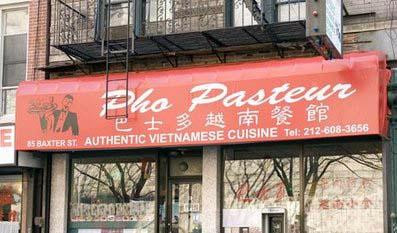 Pho Pasteur
巴士多越南餐館
85 BAXTER ST. AUTHENTIC VIETNAMESE CUISINE Tel: 212-608-3656